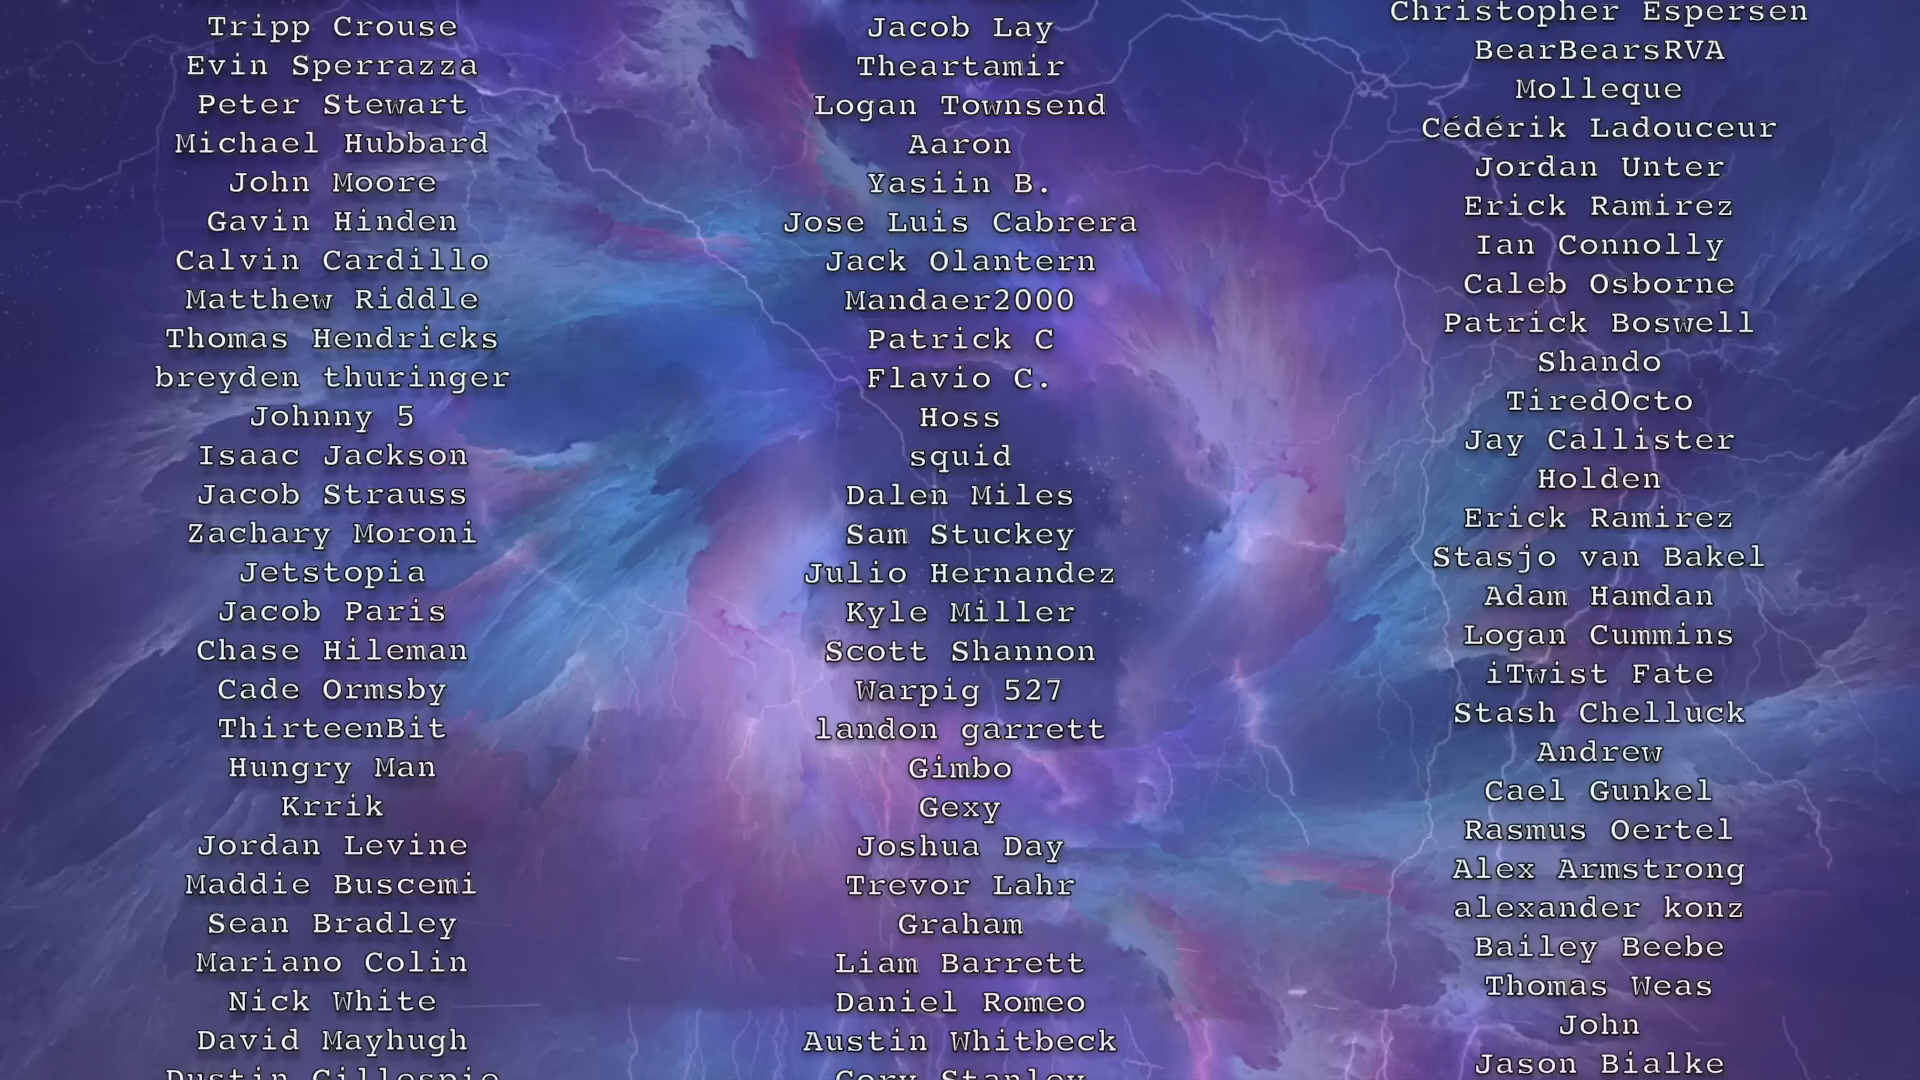 Tripp Crouse
Evin Sperrazza
Peter Stewart
Michael Hubbard
John Moore
Gavin Hinden
Calvin Cardillo
Matthew Riddle
Thomas Hendricks
breyden thuringer
Johnny 5
Isaac Jackson
Jacob Strauss
Zachary Moroni
Jetstopia
Jacob Paris
Chase Hileman
Cade Ormsby
ThirteenBit
Hungry Man
Krrik
Jordan Levine
Maddie Buscemi
Sean Bradley
Mariano Colin
Nick White
David Mayhugh
Dustin Gillespie
Jacob Lay
Theartamir
Logan Townsend
Aaron
Yasiin B.
Jose Luis Cabrera
Jack Olantern
Mandaer2000
Patrick C
Flavio C.
Hoss
squid
Dalen Miles
Sam Stuckey
Julio Hernandez
Kyle Miller
Scott Shannon
Warpig 527
landon garrett
Gimbo
Gexy
Joshua Day
Trevor Lahr
Graham
Liam Barrett
Daniel Romeo
Austin Whitbeck
Cory Stanley
Christopher Espersen
BearBearsRVA
Molleque
Cédérik Ladouceur
Jordan Unter
Erick Ramirez
Ian Connolly
Caleb Osborne
Patrick Boswell
Shando
TiredOcto
Jay Callister
Holden
Erick Ramirez
Stasjo van Bakel
Adam Hamdan
Logan Cummins
iTwist Fate
Stash Chelluck
Andrew
Cael Gunkel
Rasmus Oertel
Alex Armstrong
alexander konz
Bailey Beebe
Thomas Weas
John
Jason Bialke